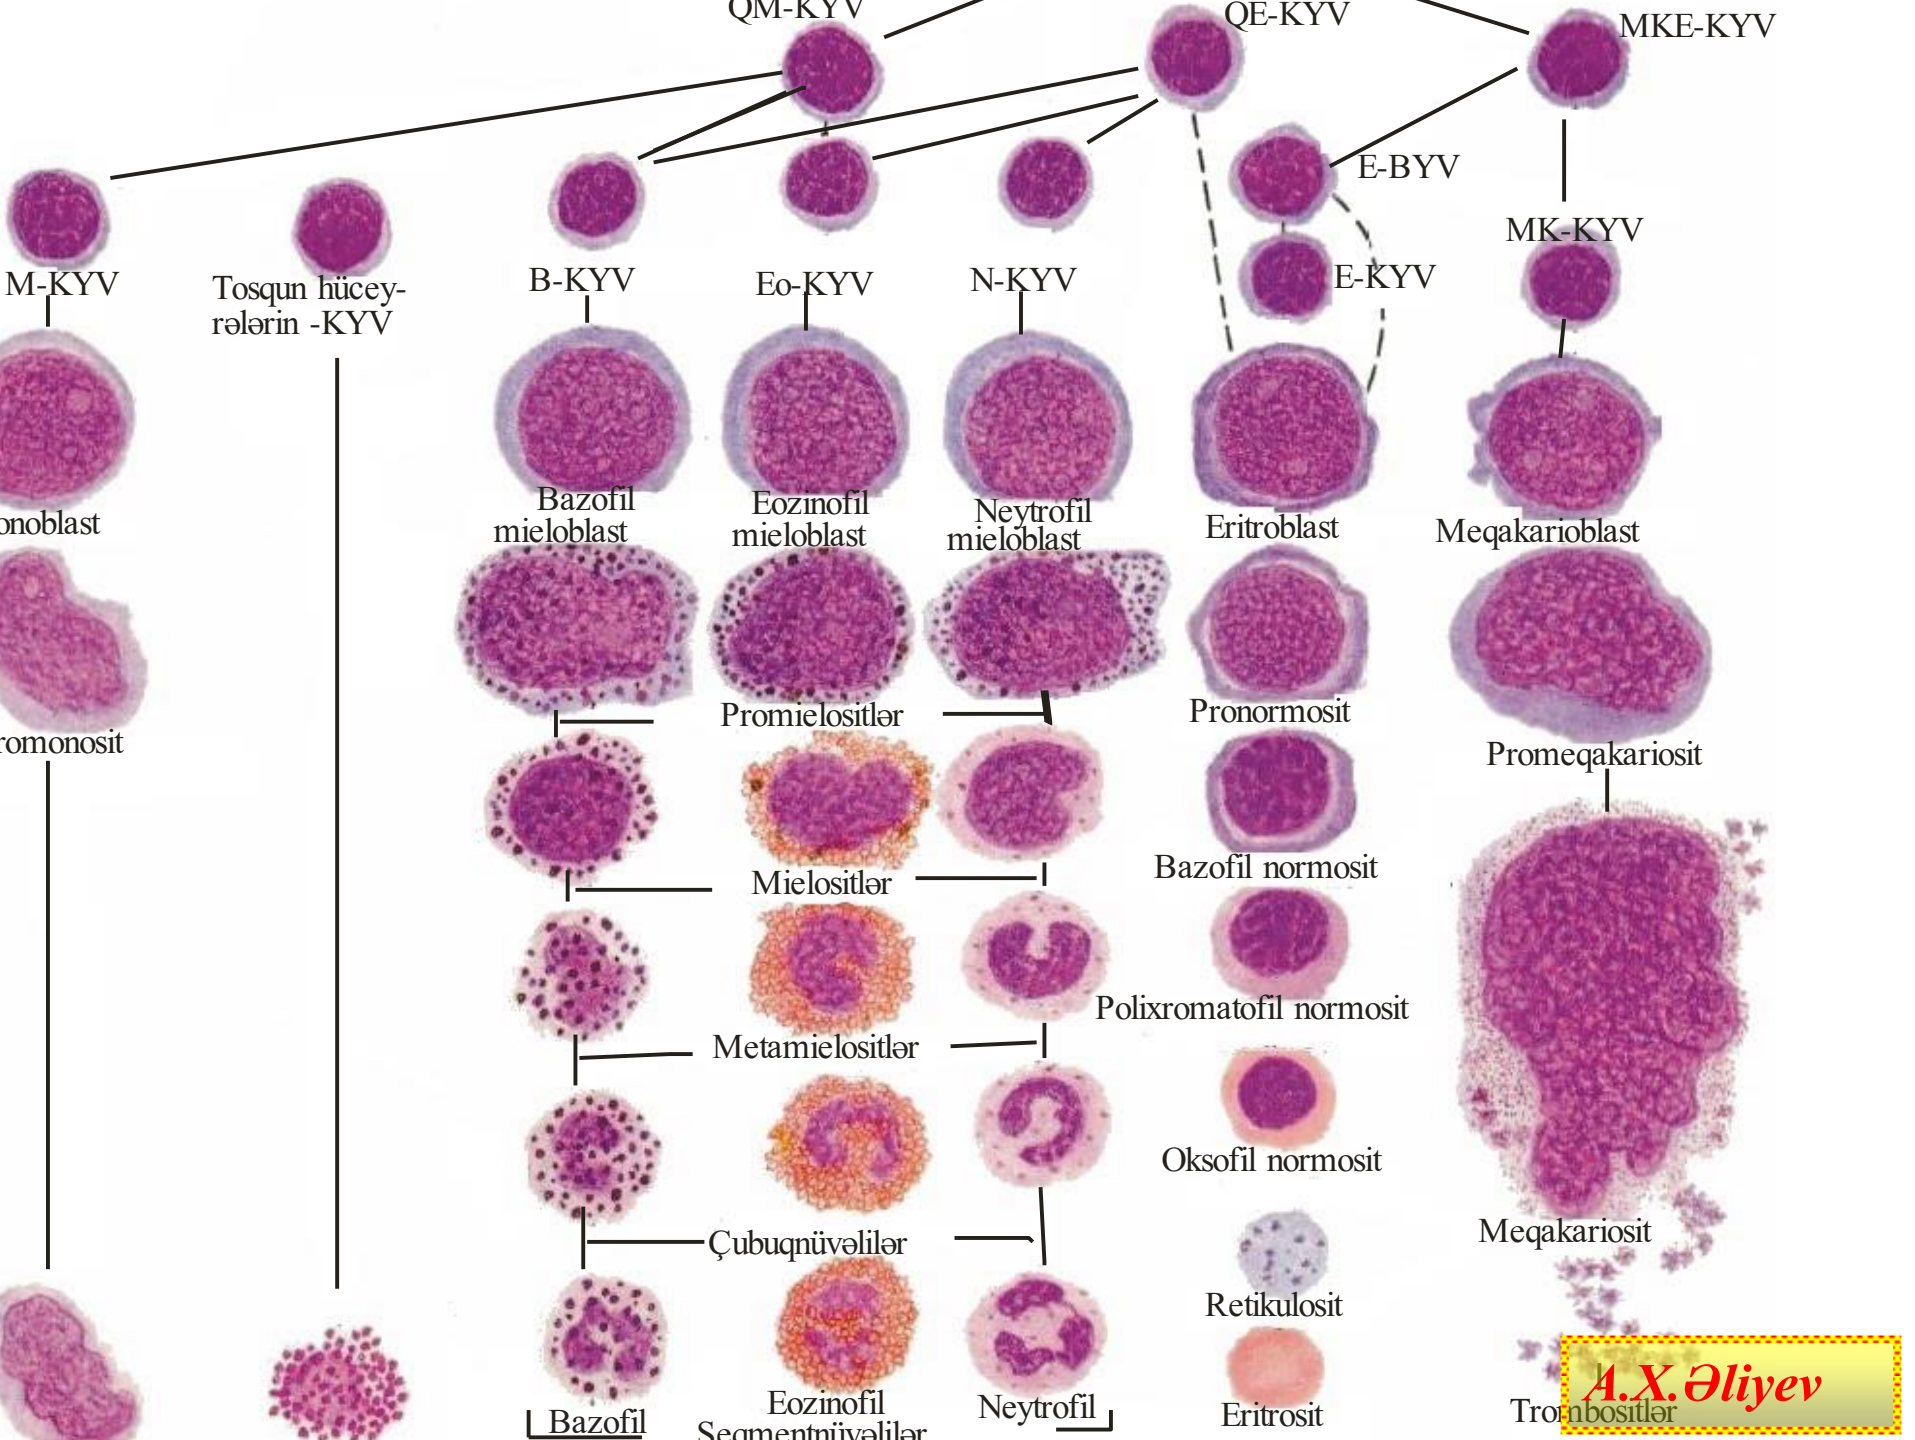 QM-KYV
QE-KYV
MKE-KYV
E-BYV
MK-KYV
M-KYV
Tosqun hücey-
rələrin -KYV
B-KYV
Eo-KYV
N-KYV
E-KYV
onoblast
Bazofil
mieloblast
Eozinofil
mieloblast
Neytrofil
mieloblast
Eritroblast
Meqakarioblast
romonosit
Promielositlər
Pronormosit
Promeqakariosit
Mielositlər
Bazofil normosit
Polixromatofil normosit
Metamielositlər
Oksofil normosit
Çubuqnüvəlilər
Meqakariosit
Retikulosit
Bazofil
Eozinofil
Seqmentnüvəlilər
Neytrofil
Eritrosit
Trombositlər
A.X.Əliyev